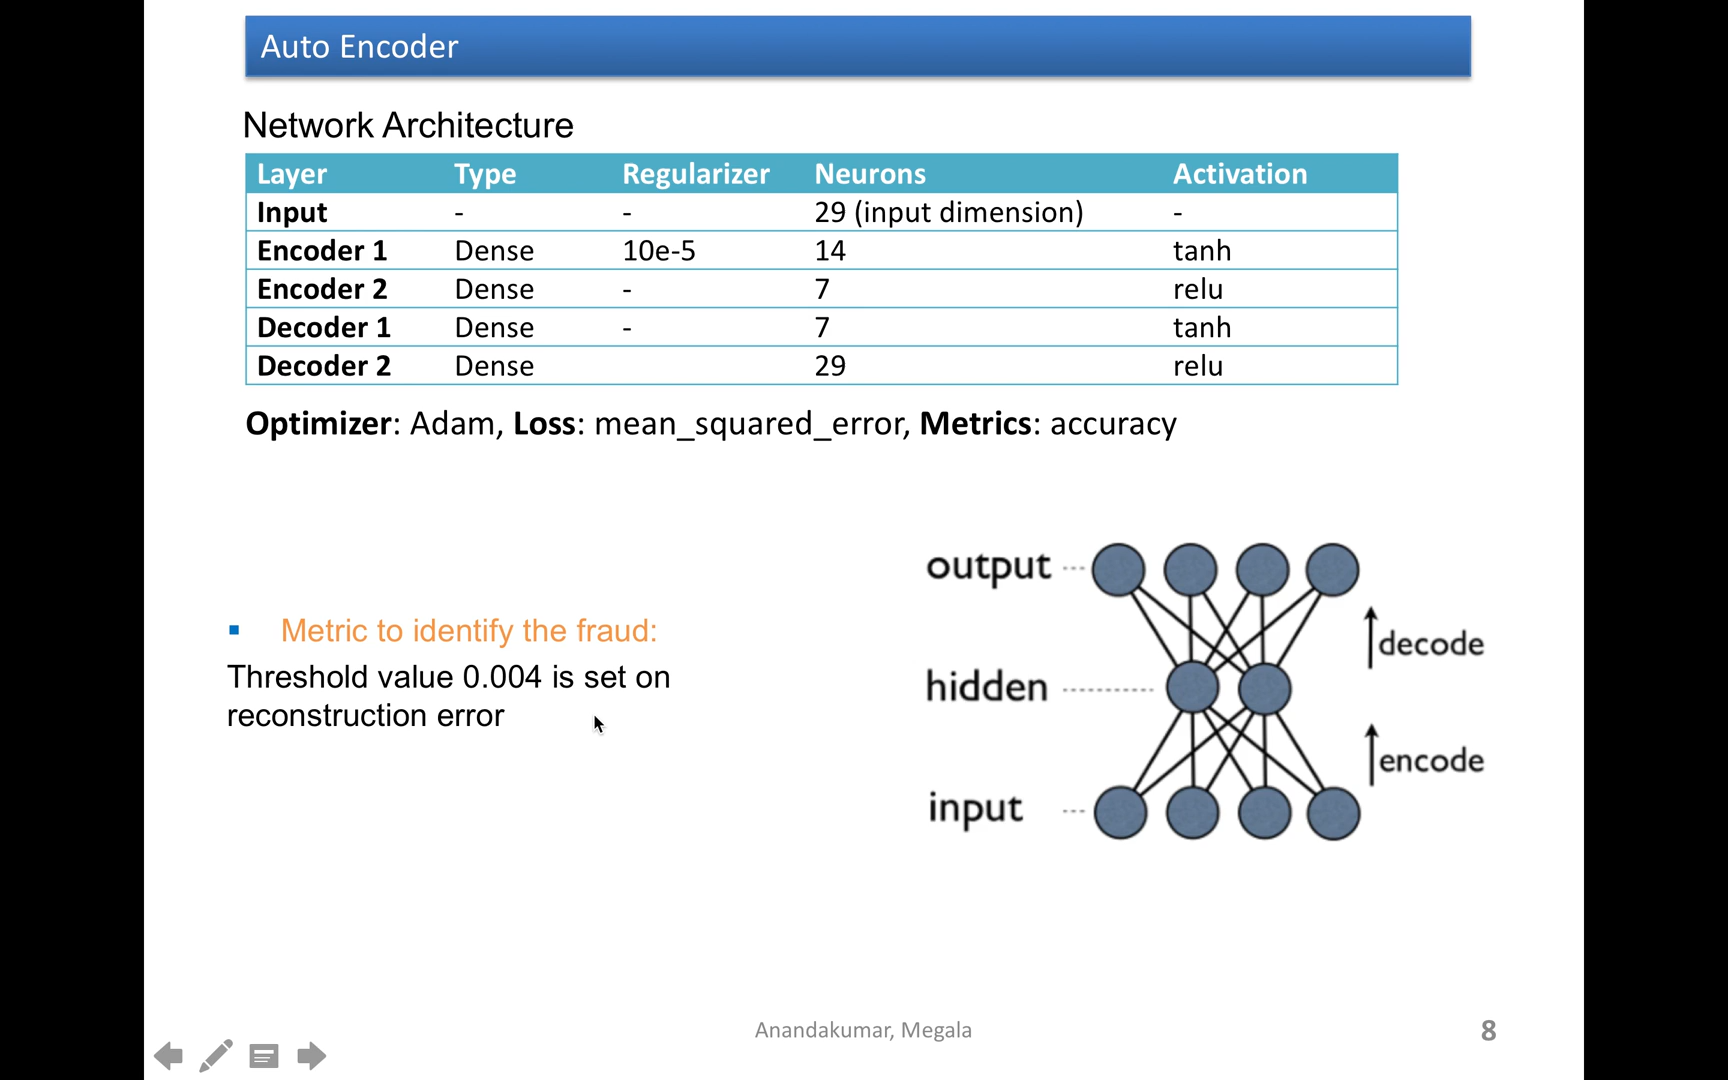 Auto Encoder
Network Architecture
Layer Type Regularizer Neurons Activation
Input - - 29 (input dimension) -
Encoder 1 Dense 10e-5 14 tanh
Encoder 2 Dense - 7 relu
Decoder 1 Dense - 7 tanh
Decoder 2 Dense 29 relu
Optimizer: Adam, Loss: mean_squared_error, Metrics: accuracy
▪ Metric to identify the fraud:
Threshold value 0.004 is set on
reconstruction error
output
decode
hidden
encode
input
Anandakumar, Megala
8